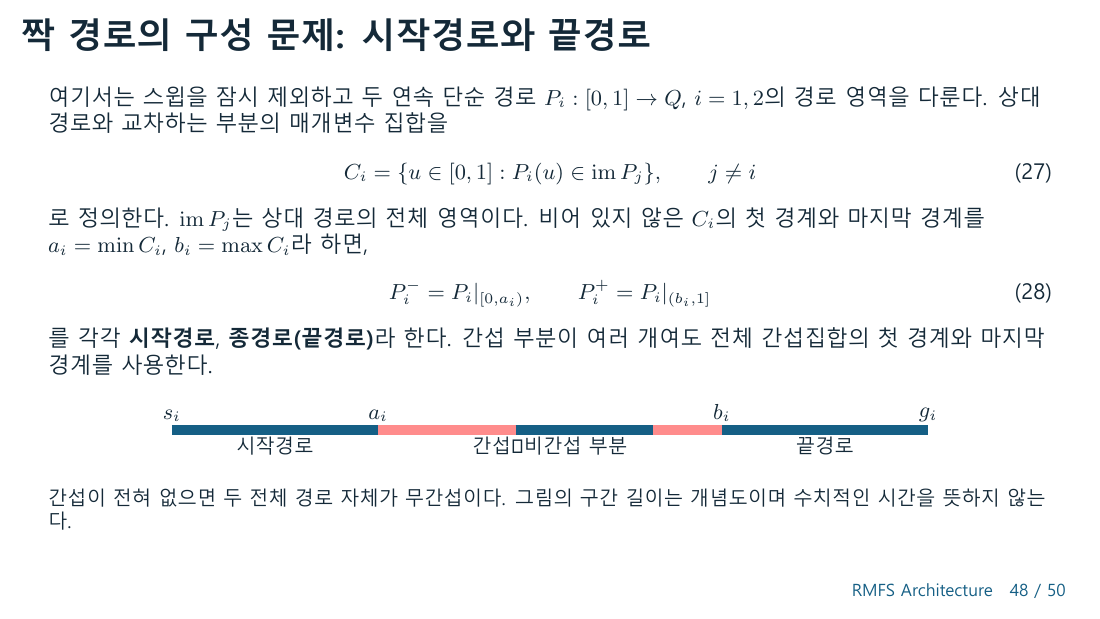 짝 경로의 구성 문제: 시작경로와 끝경로
여기서는 스윕을 잠시 제외하고 두 연속 단순 경로 P_i : [0, 1] → Q, i = 1, 2의 경로 영역을 다룬다. 상대
경로와 교차하는 부분의 매개변수 집합을
C_i = {u ∈ [0, 1] : P_i(u) ∈ im P_j}, j ≠ i (27)
로 정의한다. im P_j는 상대 경로의 전체 영역이다. 비어 있지 않은 C_i의 첫 경계와 마지막 경계를
a_i = min C_i, b_i = max C_i라 하면,
P_i^- = P_i|_{[0,a_i)}, P_i^+ = P_i|_{(b_i,1]} (28)
를 각각 시작경로, 종경로(끝경로)라 한다. 간섭 부분이 여러 개여도 전체 간섭집합의 첫 경계와 마지막
경계를 사용한다.
s_i a_i b_i g_i
시작경로 간섭▯비간섭 부분 끝경로
간섭이 전혀 없으면 두 전체 경로 자체가 무간섭이다. 그림의 구간 길이는 개념도이며 수치적인 시간을 뜻하지 않는
다.
RMFS Architecture 48 / 50